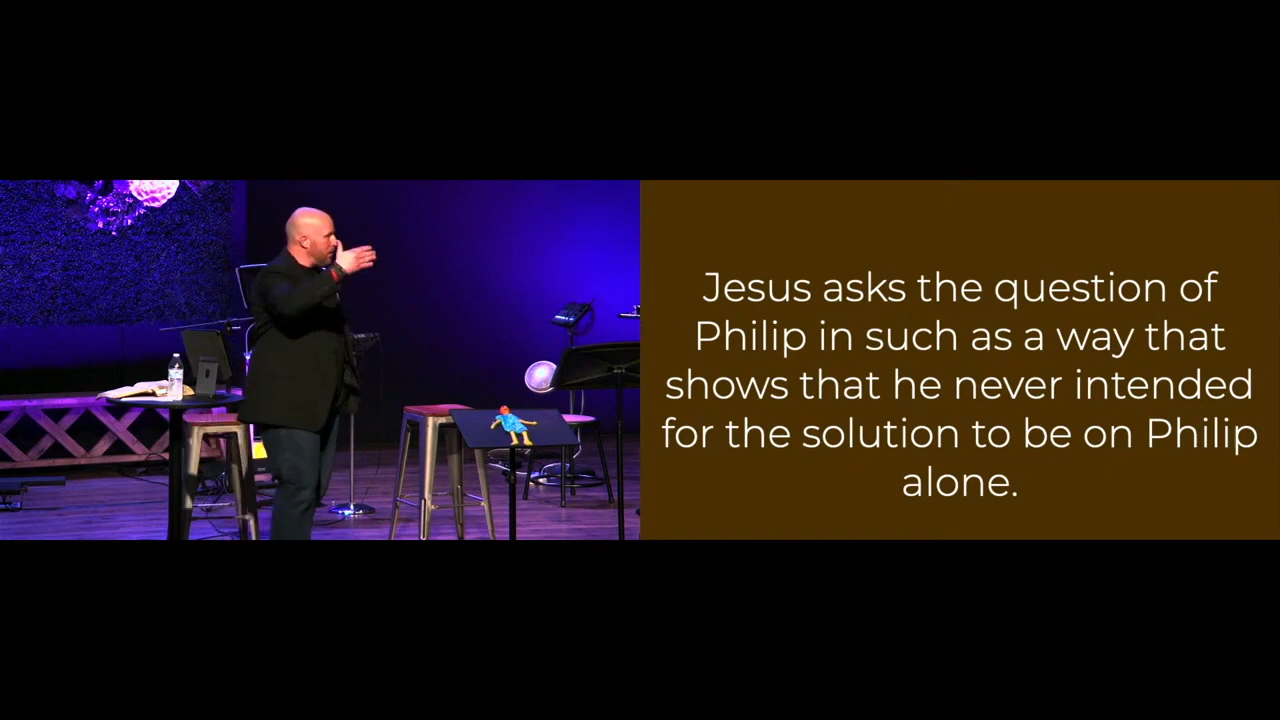 Jesus asks the question of
Philip in such as a way that
shows that he never intended
for the solution to be on Philip
alone.